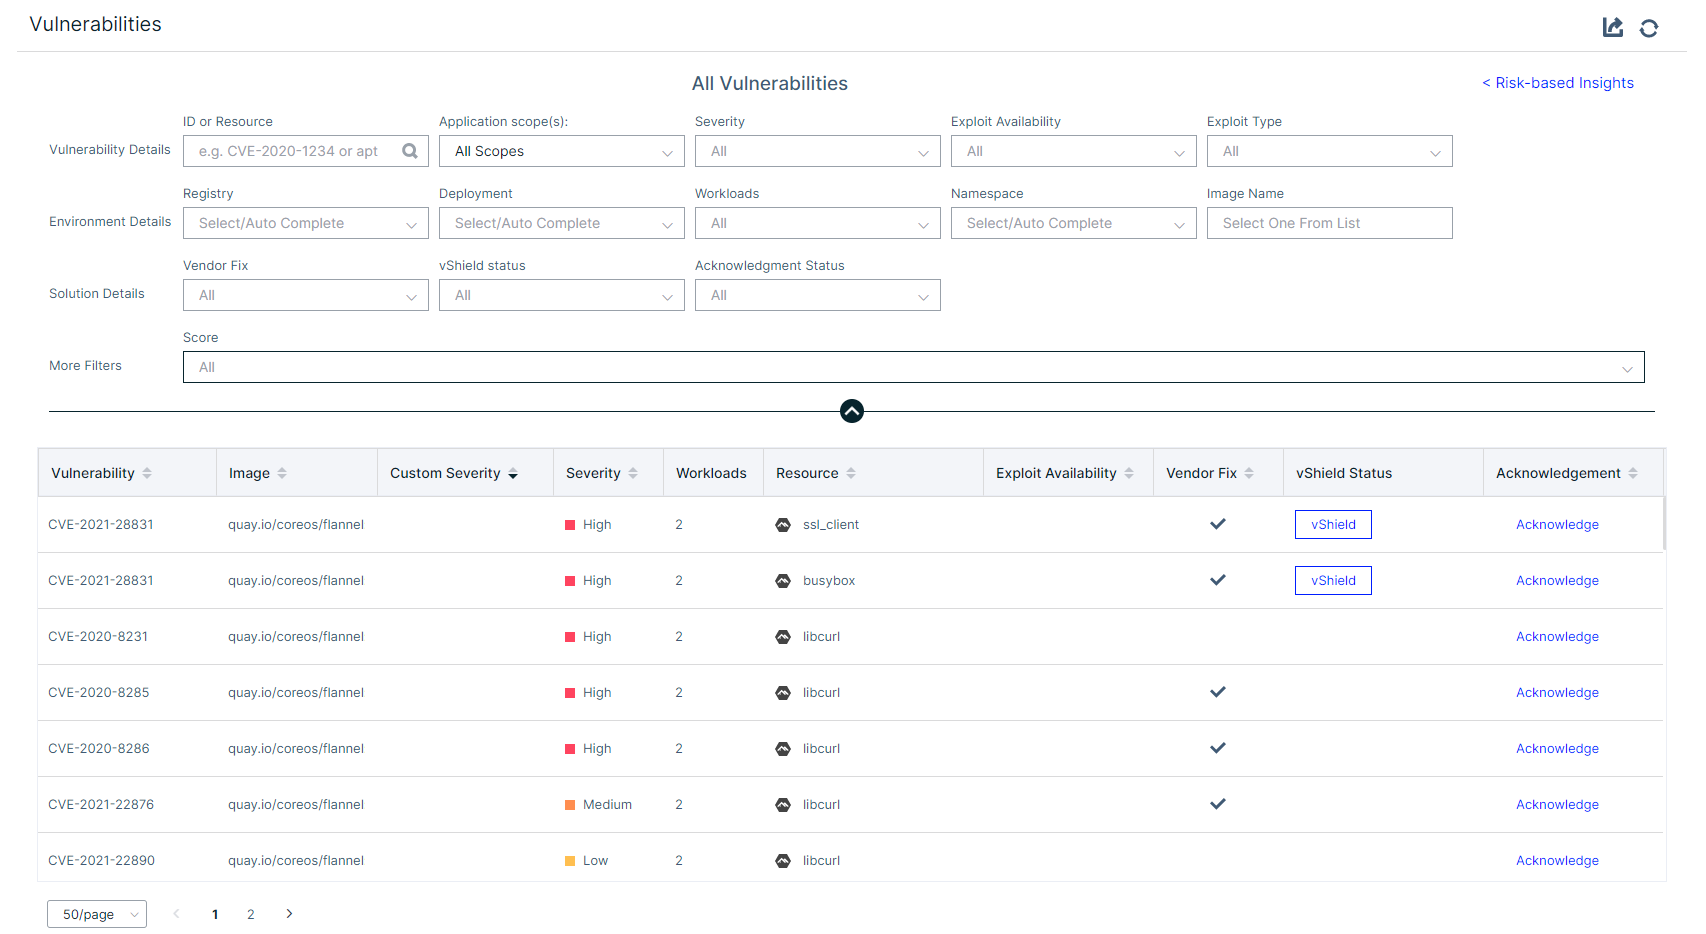 Vulnerabilities
All Vulnerabilities
< Risk-based Insights
ID or Resource Application scope(s): Severity Exploit Availability Exploit Type
Vulnerability Details e.g. CVE-2020-1234 or apt All Scopes All All All
Registry Deployment Workloads Namespace Image Name
Environment Details Select/Auto Complete Select/Auto Complete All Select/Auto Complete Select One From List
Vendor Fix vShield status Acknowledgment Status
Solution Details All All All
Score
More Filters All
Vulnerability Image Custom Severity Severity Workloads Resource Exploit Availability Vendor Fix vShield Status Acknowledgement
CVE-2021-28831 quay.io/coreos/flannel High 2 ssl_client vShield Acknowledge
CVE-2021-28831 quay.io/coreos/flannel High 2 busybox vShield Acknowledge
CVE-2020-8231 quay.io/coreos/flannel High 2 libcurl Acknowledge
CVE-2020-8285 quay.io/coreos/flannel High 2 libcurl Acknowledge
CVE-2020-8286 quay.io/coreos/flannel High 2 libcurl Acknowledge
CVE-2021-22876 quay.io/coreos/flannel Medium 2 libcurl Acknowledge
CVE-2021-22890 quay.io/coreos/flannel Low 2 libcurl Acknowledge
50/page < 1 2 >